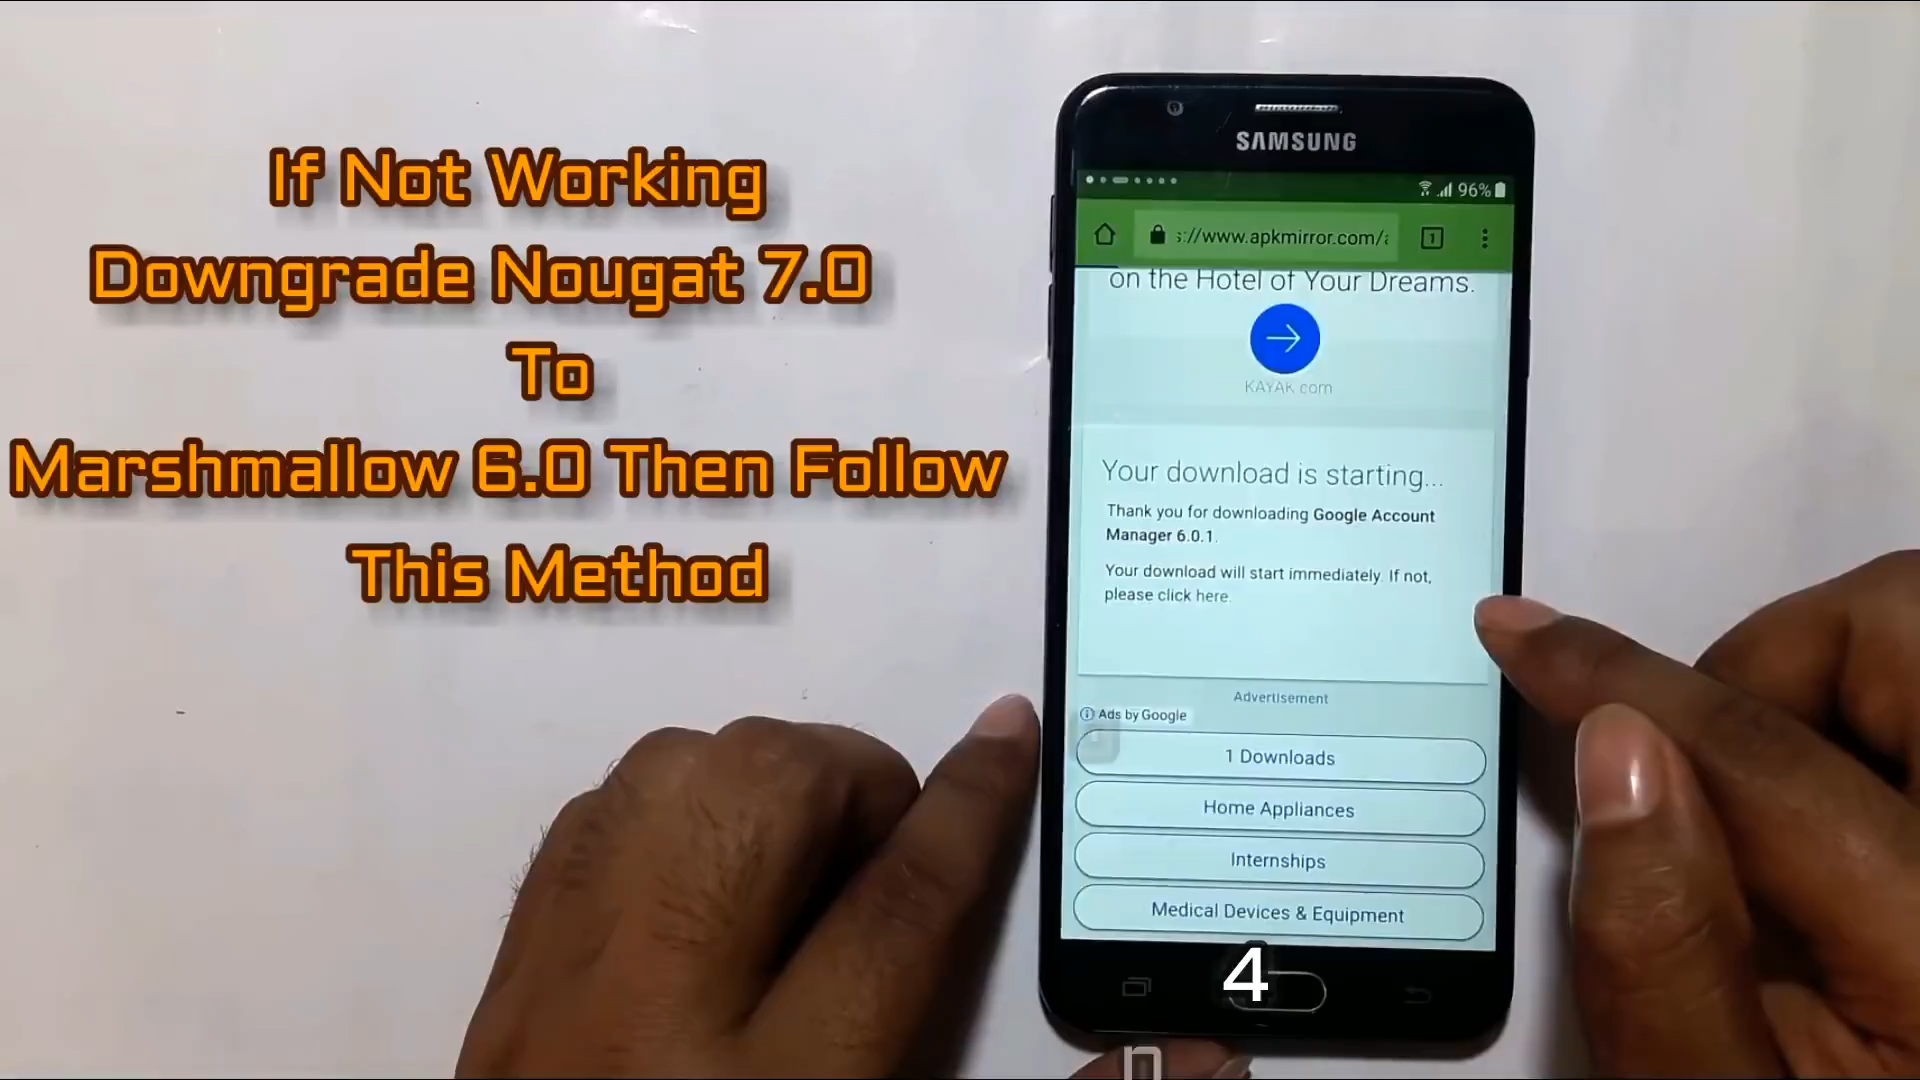 If Not Working
Downgrade Nougat 7.0
To
Marshmallow 6.0 Then Follow
This Method
SAMSUNG
96%
://www.apkmirror.com/a
1
on the Hotel of Your Dreams.
KAYAK.com
Your download is starting...
Thank you for downloading Google Account
Manager 6.0.1.
Your download will start immediately. If not,
please click here.
Advertisement
Ads by Google
1 Downloads
Home Appliances
Internships
Medical Devices & Equipment
4